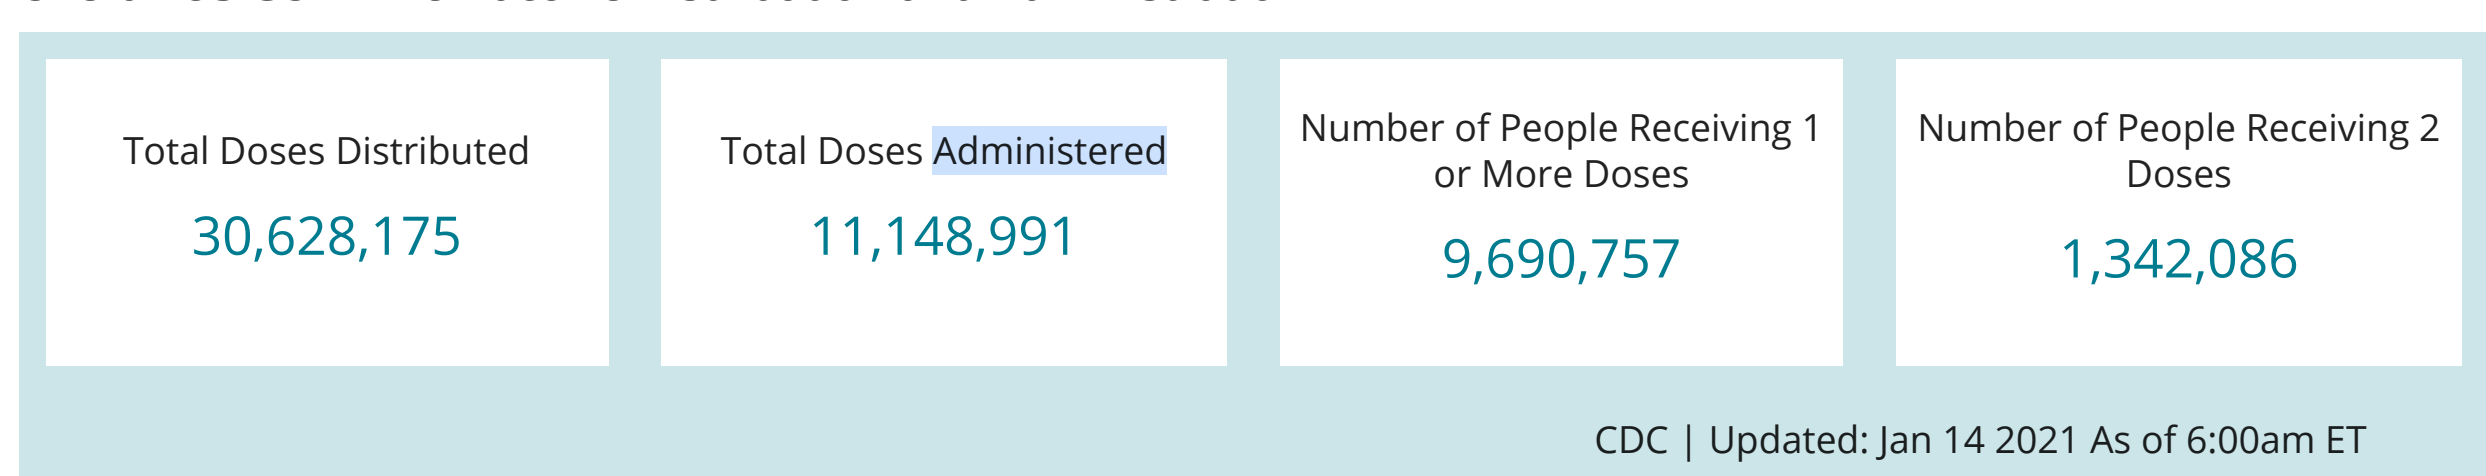 Total Doses Distributed
30,628,175
Total Doses Administered
11,148,991
Number of People Receiving 1
or More Doses
9,690,757
Number of People Receiving 2
Doses
1,342,086
CDC | Updated: Jan 14 2021 As of 6:00am ET